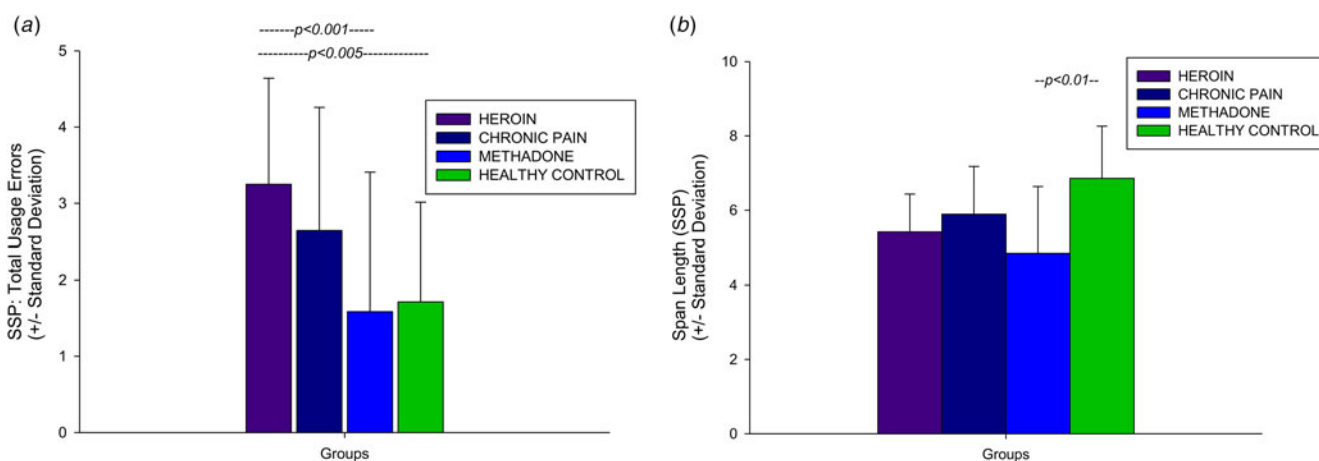 (a)
-------p<0.001-----
----------p<0.005-------------
5
4
3
2
1
0
SSP: Total Usage Errors
(+/- Standard Deviation)
HEROIN
CHRONIC PAIN
METHADONE
HEALTHY CONTROL
Groups
(b)
--p<0.01--
10
8
6
4
2
0
Span Length (SSP)
(+/- Standard Deviation)
HEROIN
CHRONIC PAIN
METHADONE
HEALTHY CONTROL
Groups